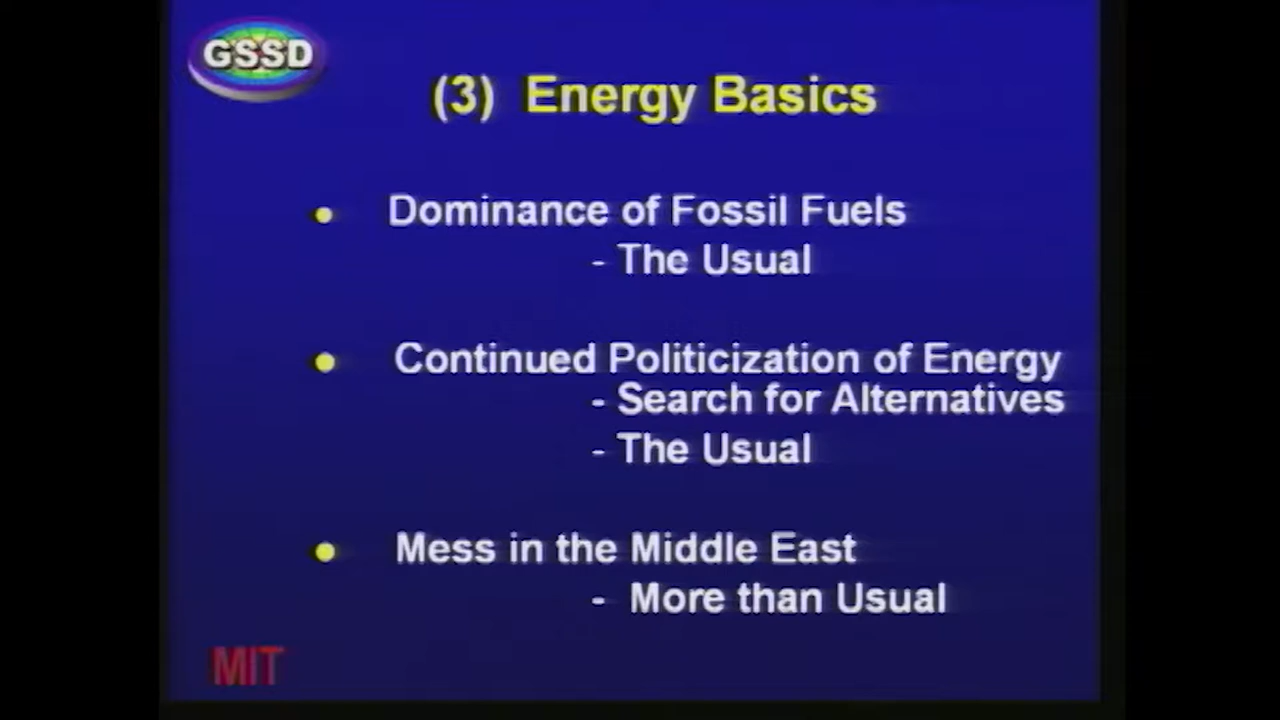 GSSD
(3) Energy Basics
• Dominance of Fossil Fuels
- The Usual
• Continued Politicization of Energy
- Search for Alternatives
- The Usual
• Mess in the Middle East
- More than Usual
MIT